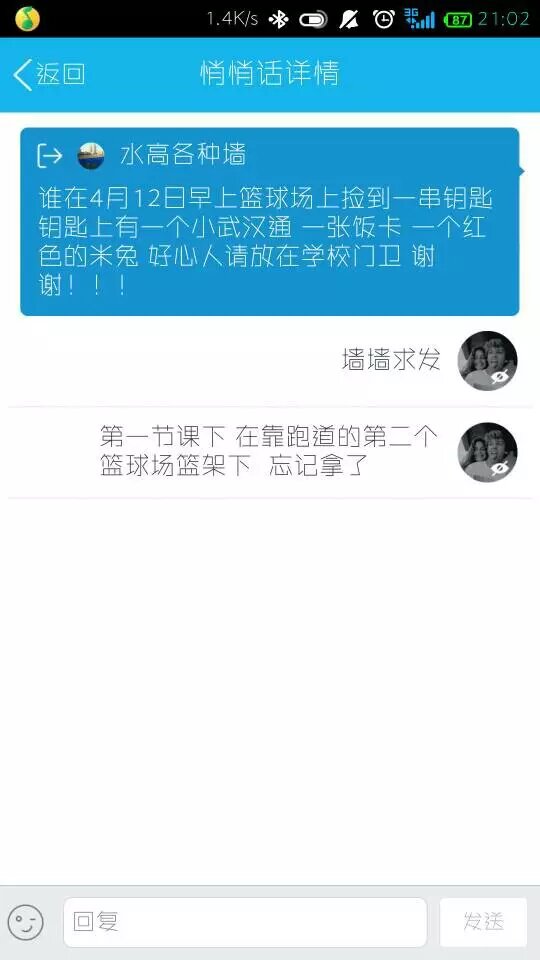 1.4K/s 3G 87 21:02
返回 悄悄话详情
水高各种墙
谁在4月12日早上篮球场上捡到一串钥匙
钥匙上有一个小武汉通 一张饭卡 一个红
色的米兔 好心人请放在学校门卫 谢
谢！！！
墙墙求发
第一节课下 在靠跑道的第二个
篮球场篮架下 忘记拿了
回复 发送